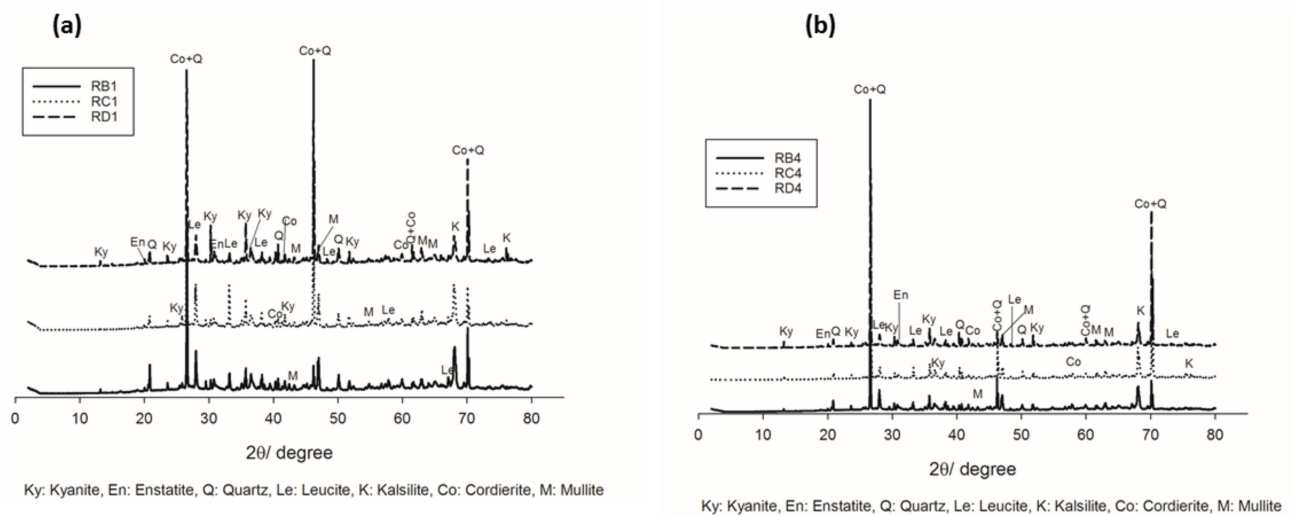 (a)
Co+Q
Co+Q
RB1
RC1
RD1
Co+Q
Ky
En
Q
Ky
Le
Ky
En
Le
Ky
Ky
Le
Q
Co
M
M
Le
Q
Ky
Co
Q+Co
M
M
K
Le
K
Ky
Co
Ky
M
Le
M
Le
0
10
20
30
40
50
60
70
80
2θ/ degree
Ky: Kyanite, En: Enstatite, Q: Quartz, Le: Leucite, K: Kalsilite, Co: Cordierite, M: Mullite
(b)
Co+Q
RB4
RC4
RD4
Co+Q
Ky
En
Q
Ky
Le
Ky
En
Le
Ky
Le
Q
Co
Co+Q
Le
M
Q
Ky
Co+Q
M
M
K
Le
Ky
Co
K
M
0
10
20
30
40
50
60
70
80
2θ/ degree
Ky: Kyanite, En: Enstatite, Q: Quartz, Le: Leucite, K: Kalsilite, Co: Cordierite, M: Mullite